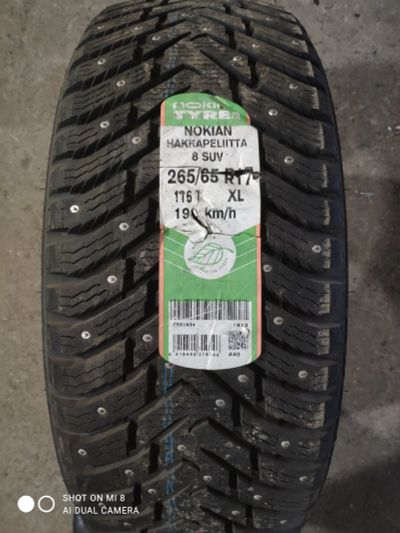 NOKIAN
TYRES
NOKIAN
HAKKAPELIITTA
8 SUV
265/65 R17
116T XL
190 km/h
SHOT ON MI 8
AI DUAL CAMERA